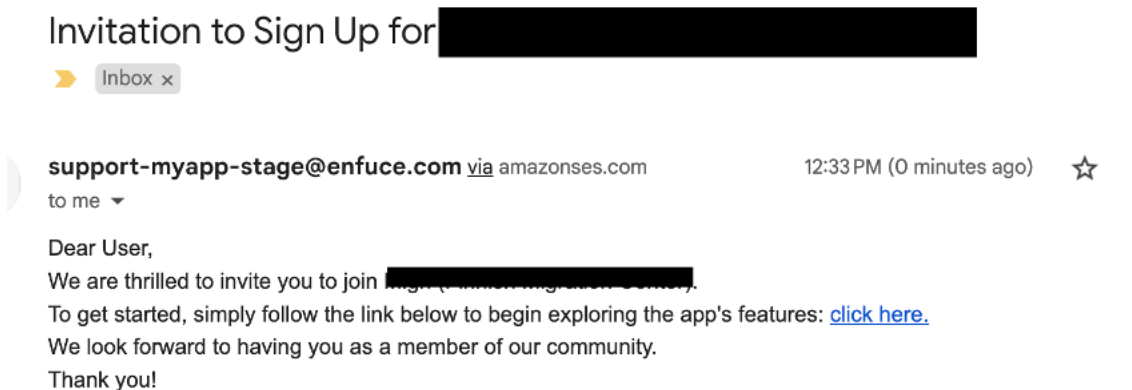 Invitation to Sign Up for
Inbox ×
support-myapp-stage@enfuce.com via amazonses.com
12:33 PM (0 minutes ago)
to me
Dear User,
We are thrilled to invite you to join
To get started, simply follow the link below to begin exploring the app's features: click here.
We look forward to having you as a member of our community.
Thank you!